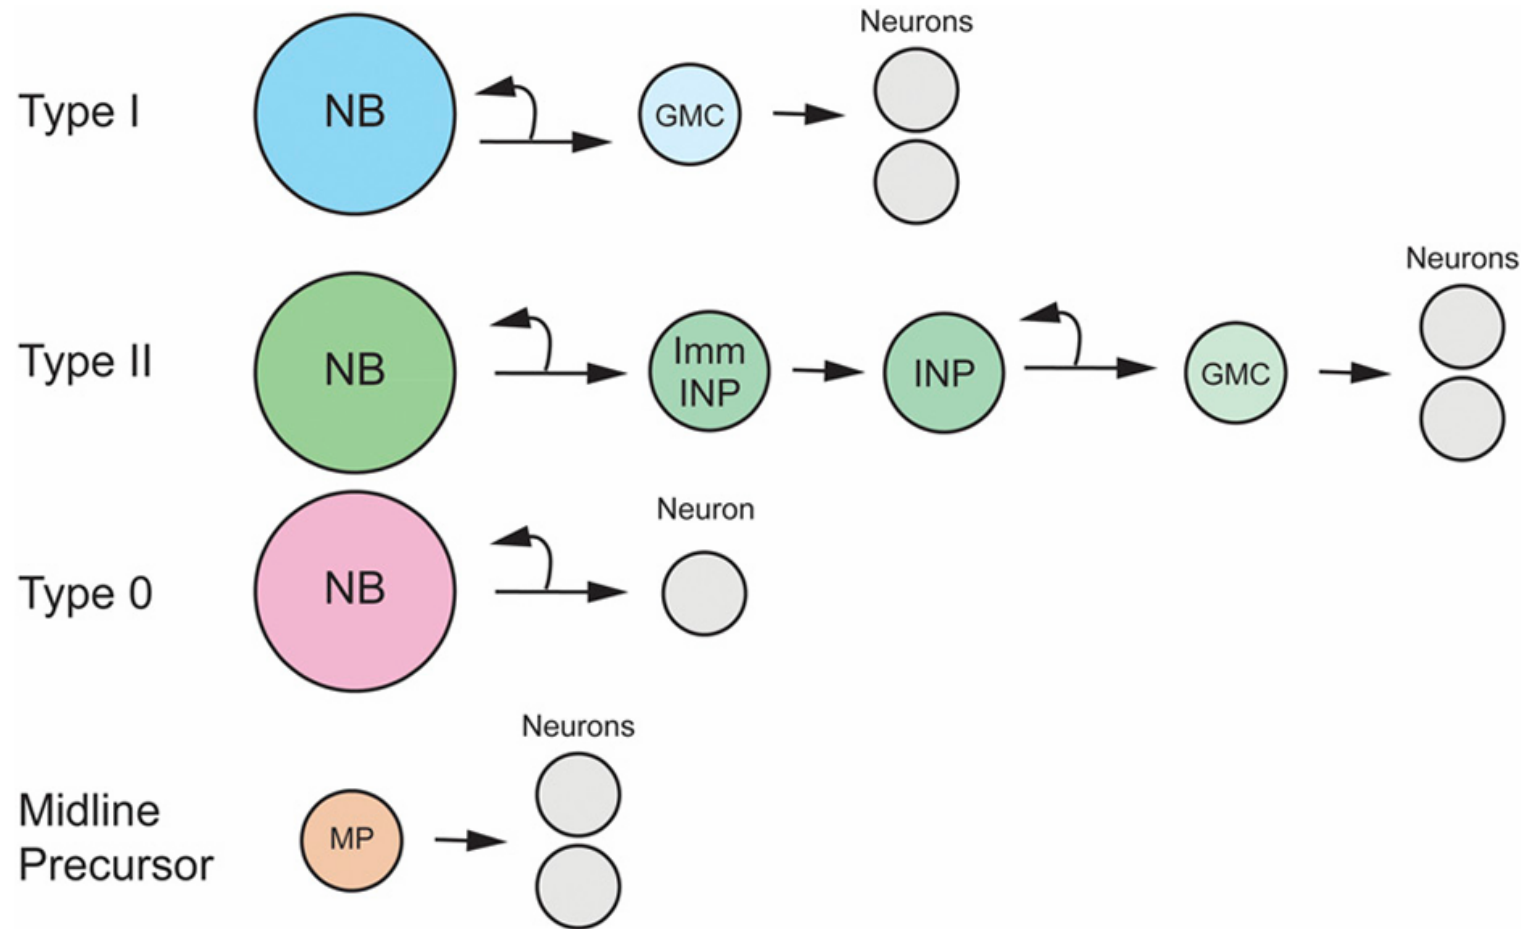 Neurons
Type I
NB
GMC
Neurons
Type II
NB
Imm
INP
INP
GMC
Neuron
Type 0
NB
Neurons
Midline
Precursor
MP